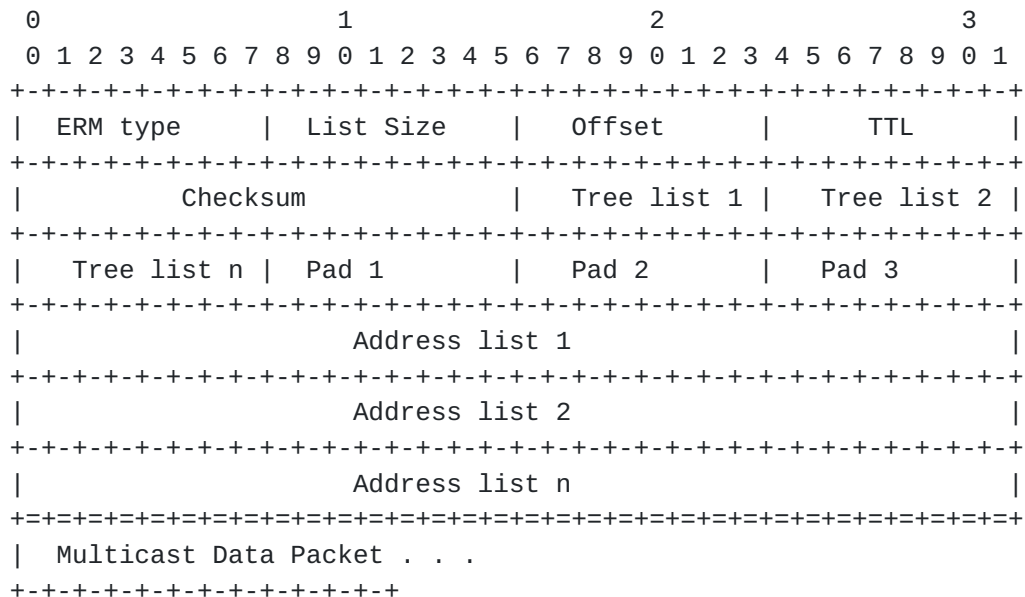 0                   1                   2                   3
 0 1 2 3 4 5 6 7 8 9 0 1 2 3 4 5 6 7 8 9 0 1 2 3 4 5 6 7 8 9 0 1
+-+-+-+-+-+-+-+-+-+-+-+-+-+-+-+-+-+-+-+-+-+-+-+-+-+-+-+-+-+-+-+-+
|  ERM type     |  List Size    |   Offset      |      TTL      |
+-+-+-+-+-+-+-+-+-+-+-+-+-+-+-+-+-+-+-+-+-+-+-+-+-+-+-+-+-+-+-+-+
|          Checksum             |   Tree list 1 |   Tree list 2 |
+-+-+-+-+-+-+-+-+-+-+-+-+-+-+-+-+-+-+-+-+-+-+-+-+-+-+-+-+-+-+-+-+
|   Tree list n |  Pad 1        |   Pad 2       |   Pad 3       |
+-+-+-+-+-+-+-+-+-+-+-+-+-+-+-+-+-+-+-+-+-+-+-+-+-+-+-+-+-+-+-+-+
|                     Address list 1                            |
+-+-+-+-+-+-+-+-+-+-+-+-+-+-+-+-+-+-+-+-+-+-+-+-+-+-+-+-+-+-+-+-+
|                     Address list 2                            |
+-+-+-+-+-+-+-+-+-+-+-+-+-+-+-+-+-+-+-+-+-+-+-+-+-+-+-+-+-+-+-+-+
|                     Address list n                            |
+=+=+=+=+=+=+=+=+=+=+=+=+=+=+=+=+=+=+=+=+=+=+=+=+=+=+=+=+=+=+=+=+
|  Multicast Data Packet . . .
+-+-+-+-+-+-+-+-+-+-+-+-+